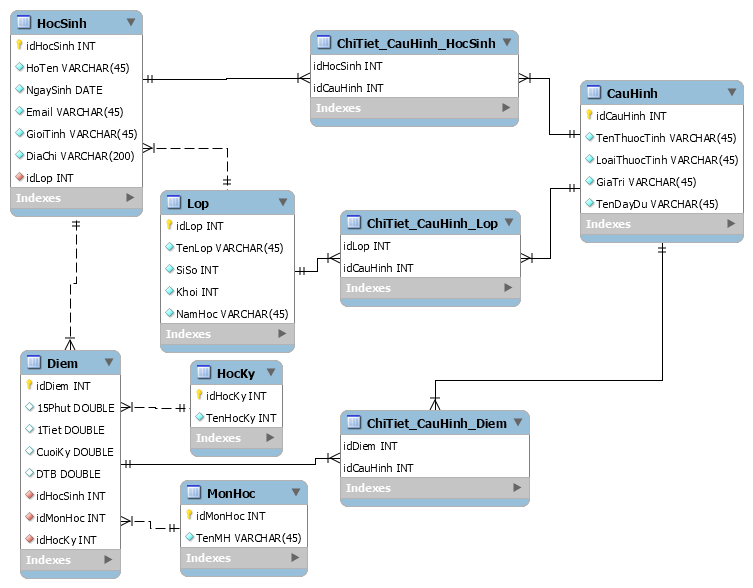 HocSinh
idHocSinh INT
HoTen VARCHAR(45)
NgaySinh DATE
Email VARCHAR(45)
GioiTinh VARCHAR(45)
DiaChi VARCHAR(200)
idLop INT
Indexes
ChiTiet_CauHinh_HocSinh
idHocSinh INT
idCauHinh INT
Indexes
CauHinh
idCauHinh INT
TenThuocTinh VARCHAR(45)
LoaiThuocTinh VARCHAR(45)
GiaTri VARCHAR(45)
TenDayDu VARCHAR(45)
Indexes
Lop
idLop INT
TenLop VARCHAR(45)
SiSo INT
Khoi INT
NamHoc VARCHAR(45)
Indexes
ChiTiet_CauHinh_Lop
idLop INT
idCauHinh INT
Indexes
Diem
idDiem INT
15Phut DOUBLE
1Tiet DOUBLE
CuoiKy DOUBLE
DTB DOUBLE
idHocSinh INT
idMonHoc INT
idHocKy INT
Indexes
HocKy
idHocKy INT
TenHocKy INT
Indexes
ChiTiet_CauHinh_Diem
idDiem INT
idCauHinh INT
Indexes
MonHoc
idMonHoc INT
TenMH VARCHAR(45)
Indexes